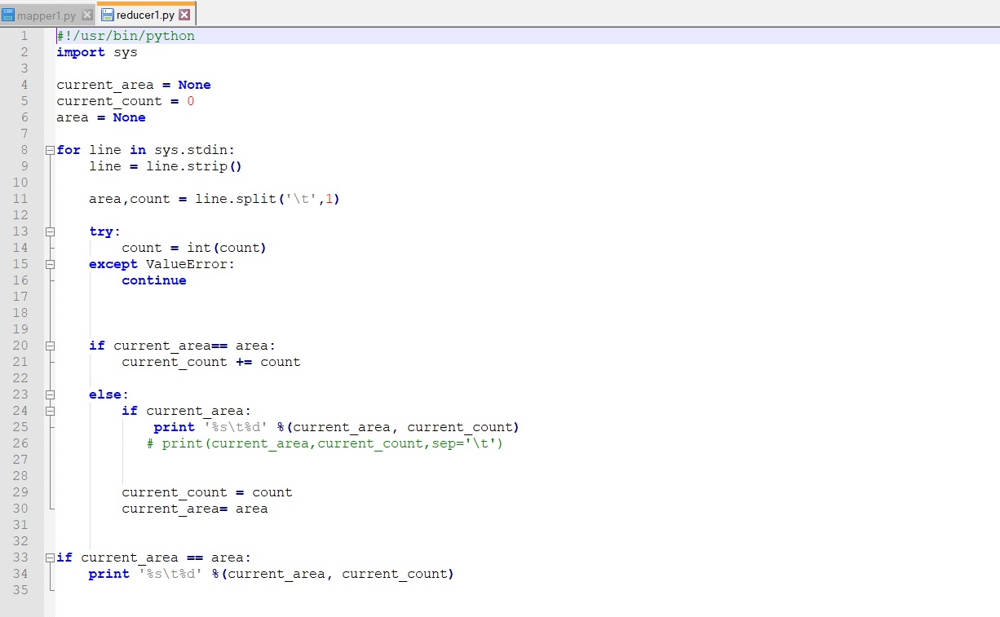 mapper1.py reducer1.py
1 #!/usr/bin/python
2 import sys
3
4 current_area = None
5 current_count = 0
6 area = None
7
8 for line in sys.stdin:
9     line = line.strip()
10
11     area,count = line.split('\t',1)
12
13     try:
14         count = int(count)
15     except ValueError:
16         continue
17
18
19
20     if current_area== area:
21         current_count += count
22
23     else:
24         if current_area:
25             print '%s\t%d' %(current_area, current_count)
26            # print(current_area,current_count,sep='\t')
27
28
29         current_count = count
30         current_area= area
31
32
33 if current_area == area:
34     print '%s\t%d' %(current_area, current_count)
35